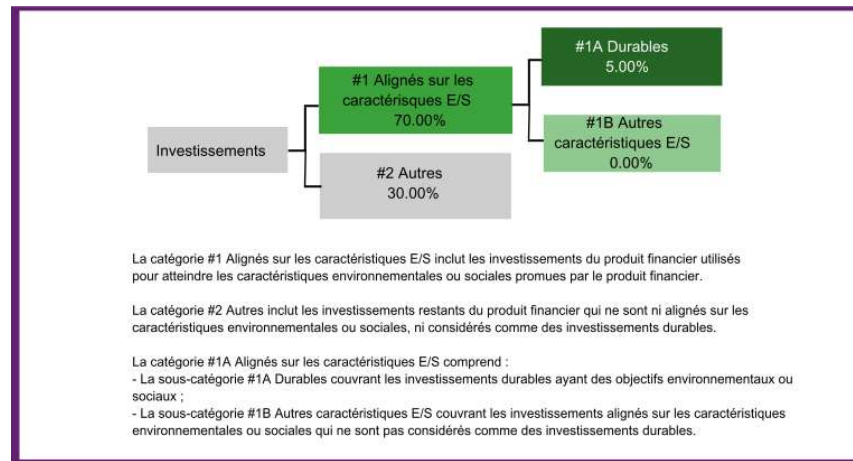 #1A Durables
5.00%
#1 Alignés sur les
caractérisques E/S
70.00%
#1B Autres
caractéristiques E/S
0.00%
Investissements
#2 Autres
30.00%
La catégorie #1 Alignés sur les caractéristiques E/S inclut les investissements du produit financier utilisés
pour atteindre les caractéristiques environnementales ou sociales promues par le produit financier.
La catégorie #2 Autres inclut les investissements restants du produit financier qui ne sont ni alignés sur les
caractéristiques environnementales ou sociales, ni considérés comme des investissements durables.
La catégorie #1A Alignés sur les caractéristiques E/S comprend :
- La sous-catégorie #1A Durables couvrant les investissements durables ayant des objectifs environnementaux ou
sociaux ;
- La sous-catégorie #1B Autres caractéristiques E/S couvrant les investissements alignés sur les caractéristiques
environnementales ou sociales qui ne sont pas considérés comme des investissements durables.